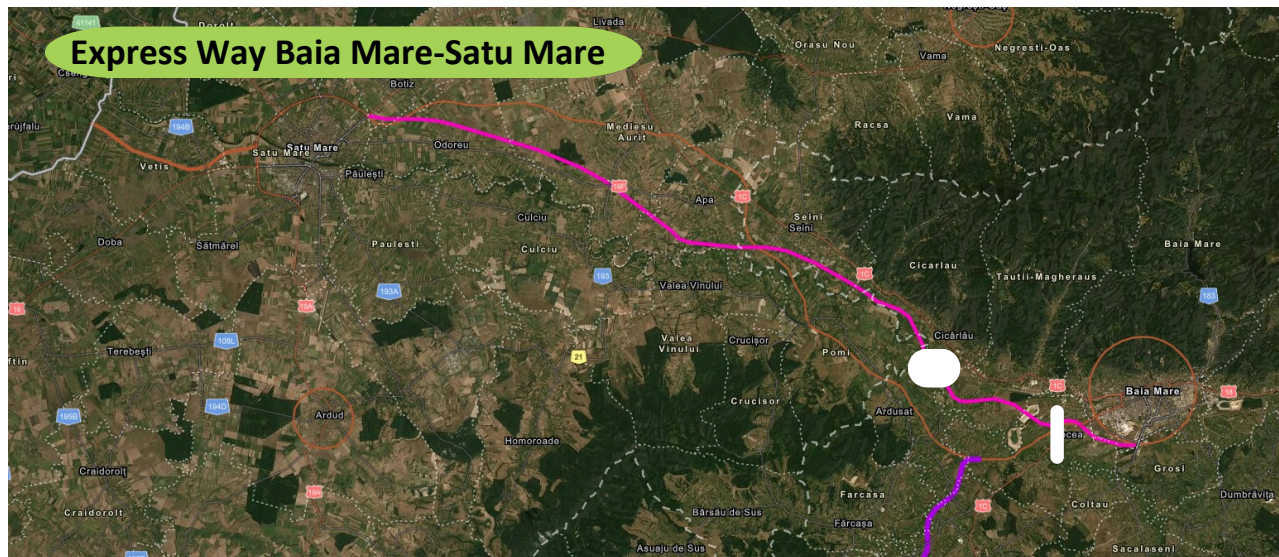 Express Way Baia Mare-Satu Mare
41141
Livada
Orasu Nou
Negresti-Oas
Vama
Botiz
194B
Mediesu
Aurit
Racsa
Vama
Satu Mare
Satu Mare
Odoreu
Vetis
Păulești
19F
Apa
1C
Culciu
Seini
Seini
Doba
Sătmărel
Paulesti
Culciu
Baia Mare
Cicarlau
1C
Tautii-Magheraus
193
Valea Vinului
193A
183
19
19A
108L
Terebești
Valea
Vinului
Crucișor
Cicârlău
Pomi
21
1C
Baia Mare
18
Crucisor
Ardusat
195B
194D
Ardud
Homoroade
Grosi
Craidorolț
19A
Farcasa
1C
Coltau
Dumbrăvița
Craidorolt
Bârsău de Sus
Fărcașa
Asuaju de Sus
Sacalaseni